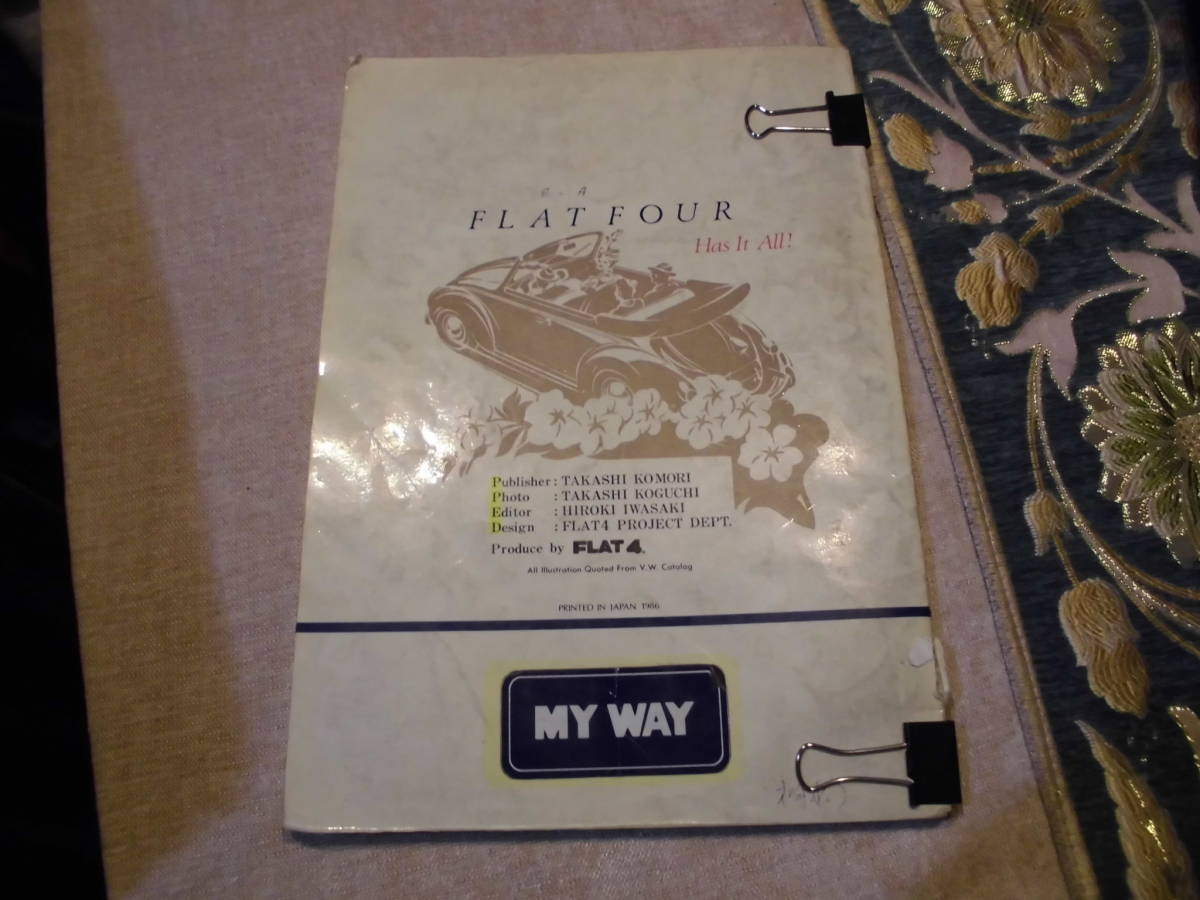 FLAT FOUR
Has It All!
Publisher : TAKASHI KOMORI
Photo : TAKASHI KOGUCHI
Editor : HIROKI IWASAKI
Design : FLAT4 PROJECT DEPT.
Produce by FLAT4.
All Illustration Quoted From V.W. Catalog
PRINTED IN JAPAN 1986
MY WAY